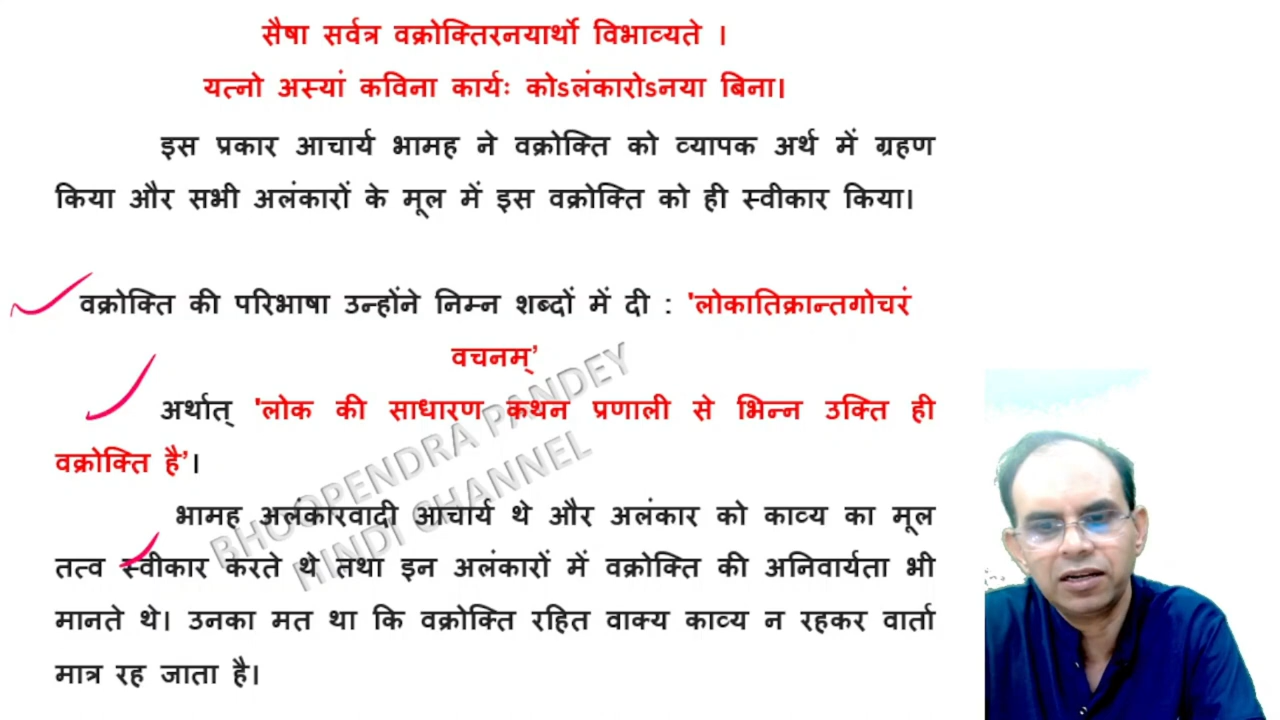 सैषा सर्वत्र वक्रोक्तिरनयार्थो विभाव्यते ।
यत्नो अस्यां कविना कार्यः कोऽलंकारोऽनया बिना।
इस प्रकार आचार्य भामह ने वक्रोक्ति को व्यापक अर्थ में ग्रहण
किया और सभी अलंकारों के मूल में इस वक्रोक्ति को ही स्वीकार किया।
वक्रोक्ति की परिभाषा उन्होंने निम्न शब्दों में दी : 'लोकातिक्रान्तगोचरं
वचनम्’
अर्थात् 'लोक की साधारण कथन प्रणाली से भिन्न उक्ति ही
वक्रोक्ति है’।
भामह अलंकारवादी आचार्य थे और अलंकार को काव्य का मूल
तत्व स्वीकार करते थे तथा इन अलंकारों में वक्रोक्ति की अनिवार्यता भी
मानते थे। उनका मत था कि वक्रोक्ति रहित वाक्य काव्य न रहकर वार्ता
मात्र रह जाता है।
BHOOPENDRA PANDEY
HINDI CHANNEL